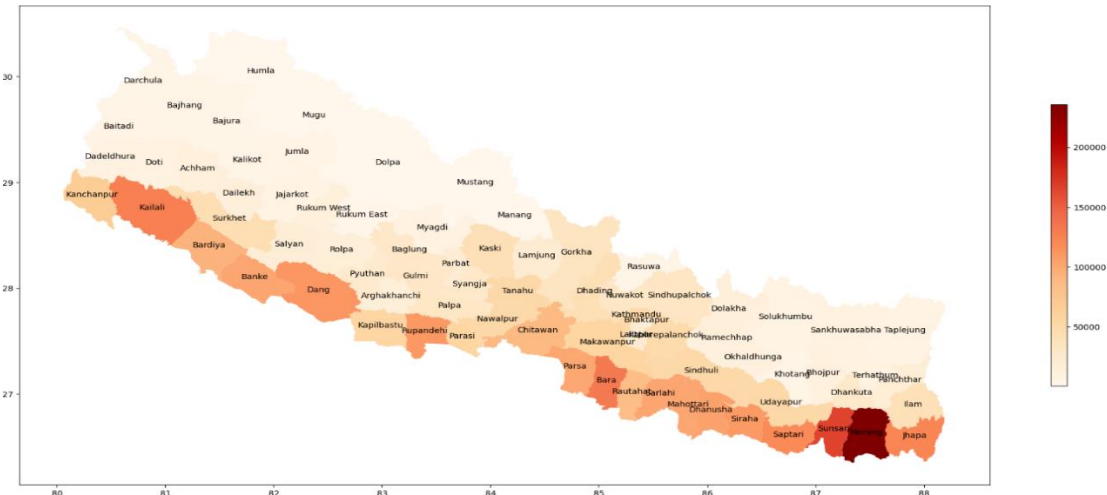 30
29
28
27
80
81
82
83
84
85
86
87
88
Humla
Darchula
Bajhang
Mugu
Bajura
Baitadi
Jumla
Dadeldhura
Doti
Kalikot
Achham
Dolpa
Mustang
Kanchanpur
Dailekh
Jajarkot
Kailali
Rukum West
Rukum East
Surkhet
Manang
Myagdi
Bardiya
Salyan
Rolpa
Baglung
Kaski
Lamjung
Gorkha
Parbat
Rasuwa
Banke
Pyuthan
Gulmi
Syangja
Dang
Arghakhanchi
Tanahu
Dhading
Nuwakot
Sindhupalchok
Palpa
Dolakha
Kathmandu
Bhaktapur
Solukhumbu
Nawalpur
Kapilbastu
Rupandehi
Parasi
Chitawan
Makawanpur
Ramechhap
Sankhuwasabha
Taplejung
Okhaldhunga
Parsa
Sindhuli
Khotang
Bhojpur
Terhathum
Panchthar
Bara
Rautahat
Sarlahi
Mahottari
Dhanusha
Udayapur
Dhankuta
Ilam
Siraha
Saptari
Sunsari
Jhapa
200000
150000
100000
50000